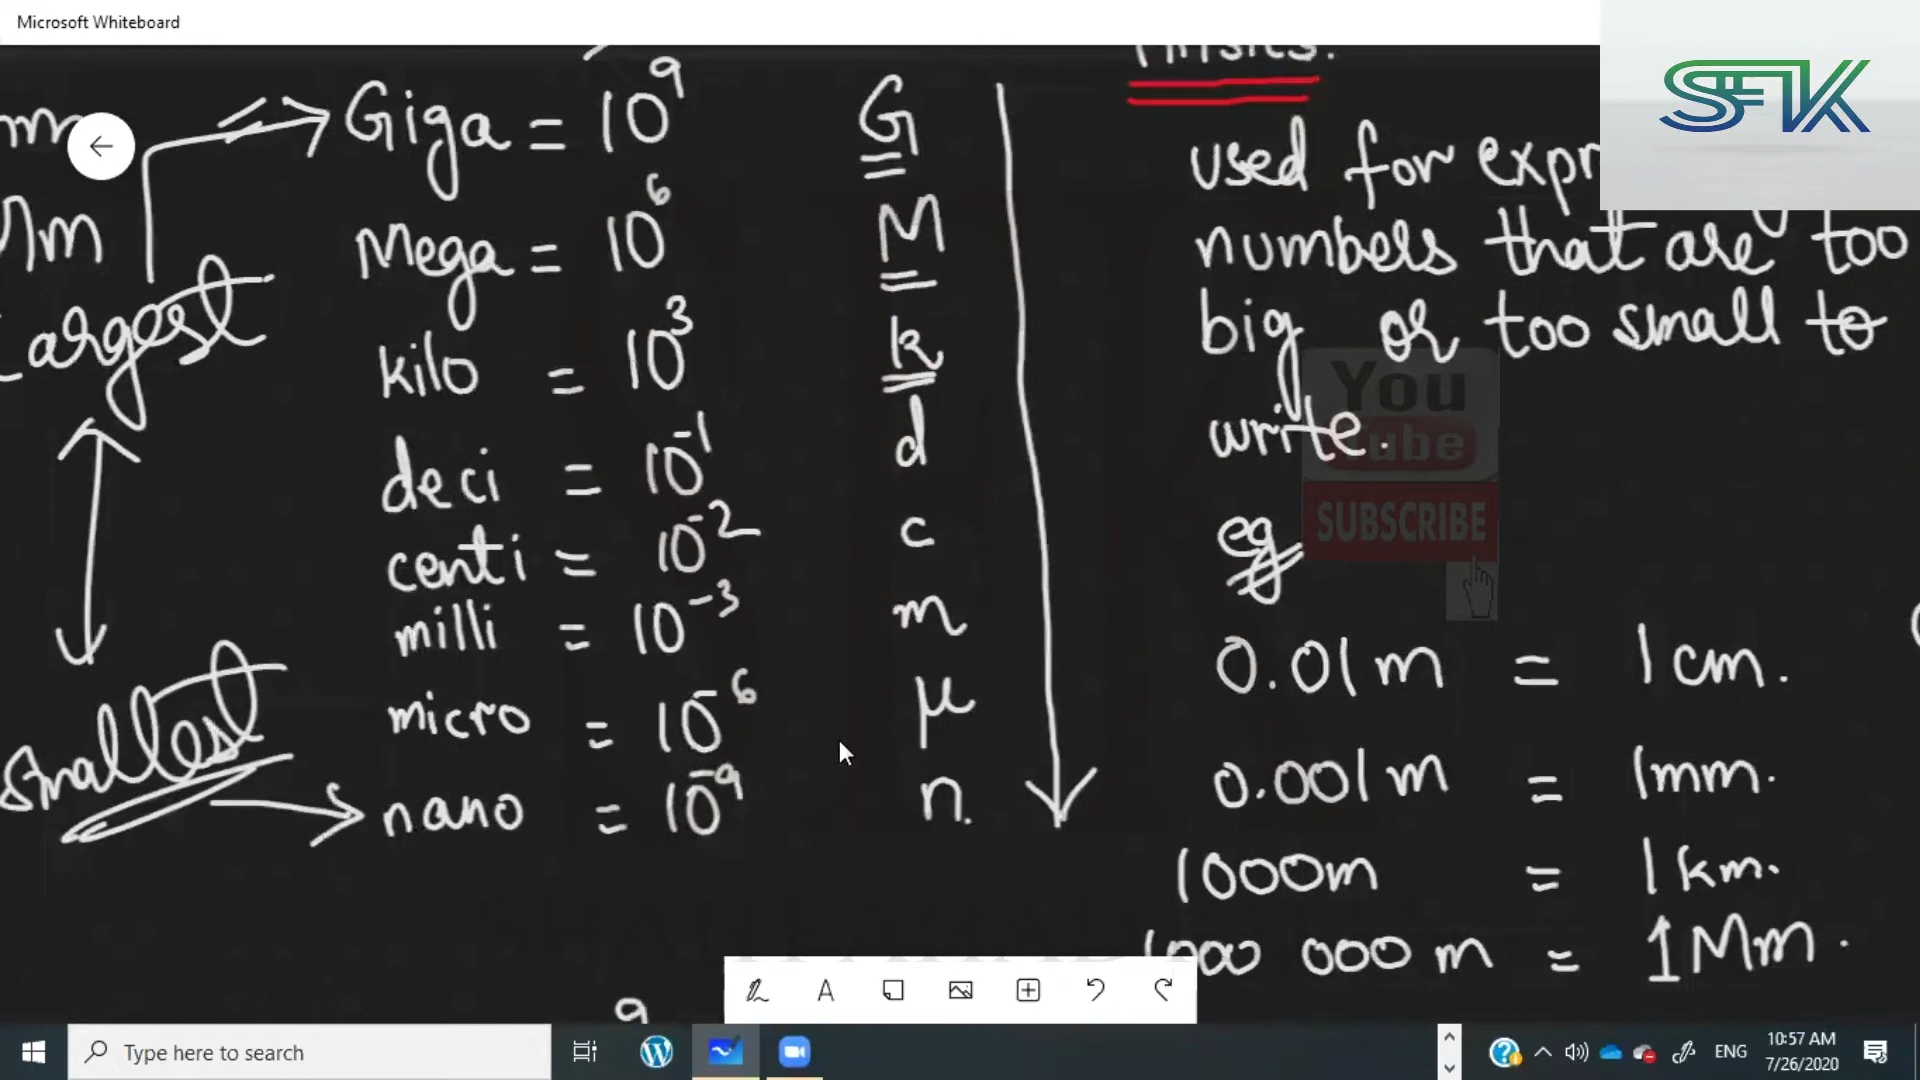 Microsoft Whiteboard
SFK
Giga = 10⁹ G
Mega = 10⁶ M
kilo = 10³ k
deci = 10⁻¹ d
centi = 10⁻² c
milli = 10⁻³ m
micro = 10⁻⁶ μ
nano = 10⁻⁹ n.
Mm
Largest
Smallest
used for expr
numbers that are too
big or too small to
write.
eg
0.01m = 1cm.
0.001m = 1mm.
1000m = 1km.
1000 000 m = 1Mm.
You
Tube
SUBSCRIBE
9
Type here to search
ENG
10:57 AM
7/26/2020